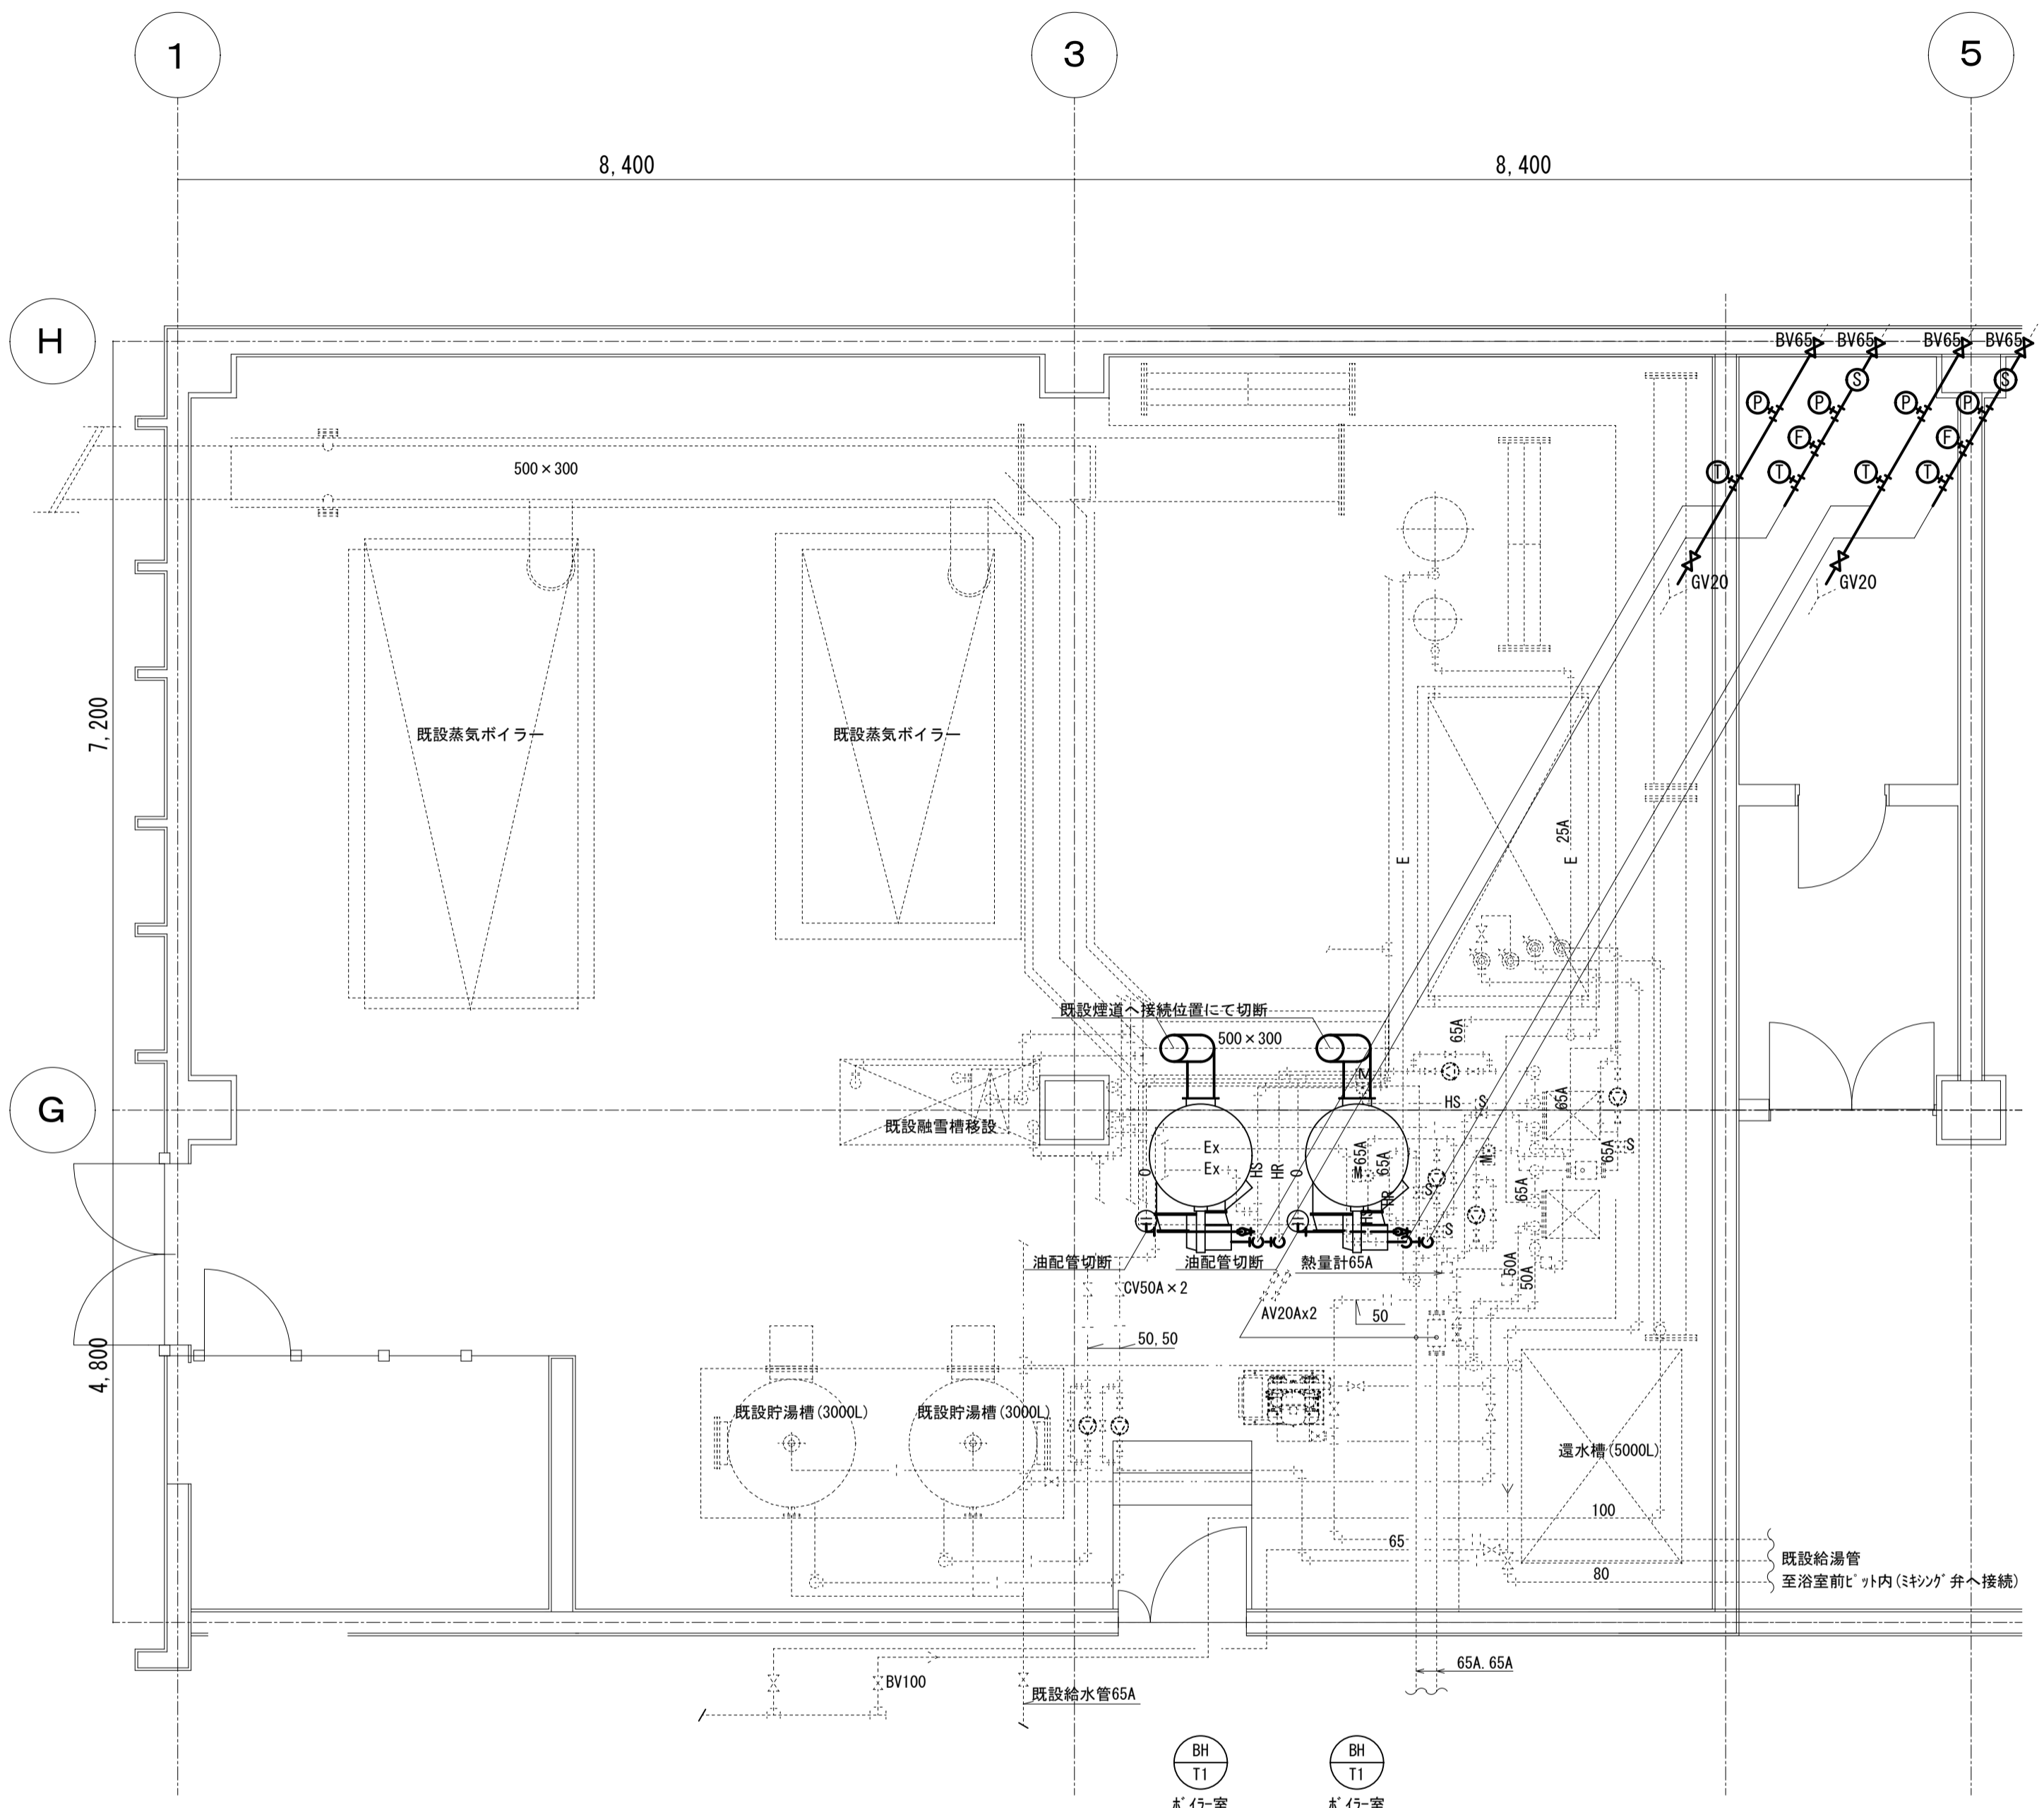 1
3
5
8,400
8,400
H
BV65
BV65
BV65
BV65
S
S
P
P
P
P
F
F
T
T
T
T
500×300
GV20
GV20
7,200
既設蒸気ボイラー
既設蒸気ボイラー
25A
E
E
既設煙道へ接続位置にて切断
500×300
65A
M
G
HS
S
65A
既設融雪槽移設
Ex
Ex
O
HS
HR
O
M
65A
65A
M
65A
S
HR
HS
S
65A
S
油配管切断
油配管切断
熱量計65A
50A
50A
CV50A×2
AV20Ax2
50
50,50
4,800
既設貯湯槽(3000L)
既設貯湯槽(3000L)
還水槽(5000L)
100
65
既設給湯管
80
至浴室前ﾋﾟｯﾄ内(ﾐｷｼﾝｸﾞ弁へ接続)
65A.65A
BV100
既設給水管65A
BH
T1
BH
T1
ﾎﾞｲﾗｰ室
ﾎﾞｲﾗｰ室